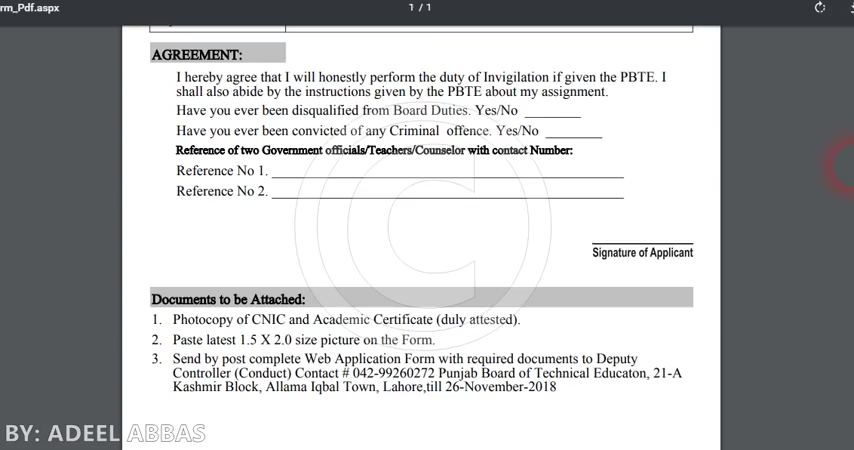 rm_Pdf.aspx
1 / 1
AGREEMENT:
I hereby agree that I will honestly perform the duty of Invigilation if given the PBTE. I
shall also abide by the instructions given by the PBTE about my assignment.
Have you ever been disqualified from Board Duties. Yes/No ________
Have you ever been convicted of any Criminal offence. Yes/No ________
Reference of two Government officials/Teachers/Counselor with contact Number:
Reference No 1. ________
Reference No 2. ________
Signature of Applicant
Documents to be Attached:
1. Photocopy of CNIC and Academic Certificate (duly attested).
2. Paste latest 1.5 X 2.0 size picture on the Form.
3. Send by post complete Web Application Form with required documents to Deputy
Controller (Conduct) Contact # 042-99260272 Punjab Board of Technical Educaton, 21-A
Kashmir Block, Allama Iqbal Town, Lahore,till 26-November-2018
BY: ADEEL ABBAS